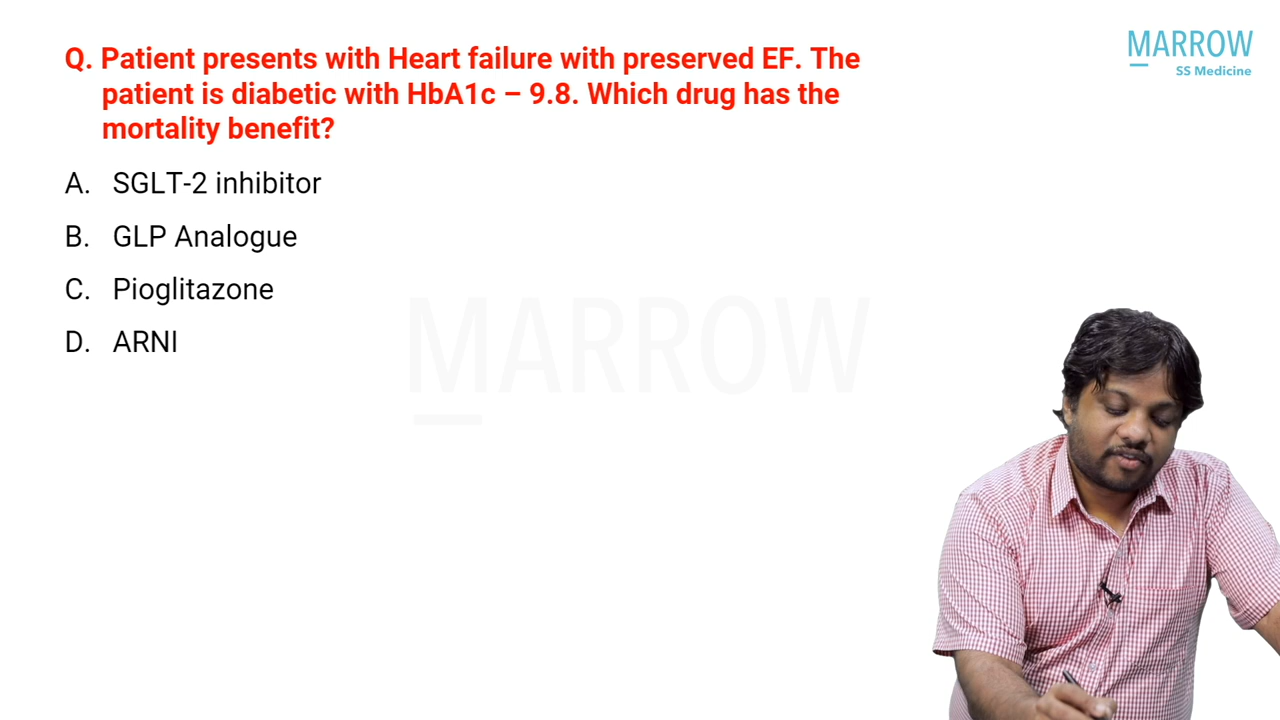 Q. Patient presents with Heart failure with preserved EF. The
patient is diabetic with HbA1c – 9.8. Which drug has the
mortality benefit?
A. SGLT-2 inhibitor
B. GLP Analogue
C. Pioglitazone
D. ARNI
MARROW
SS Medicine
MARROW